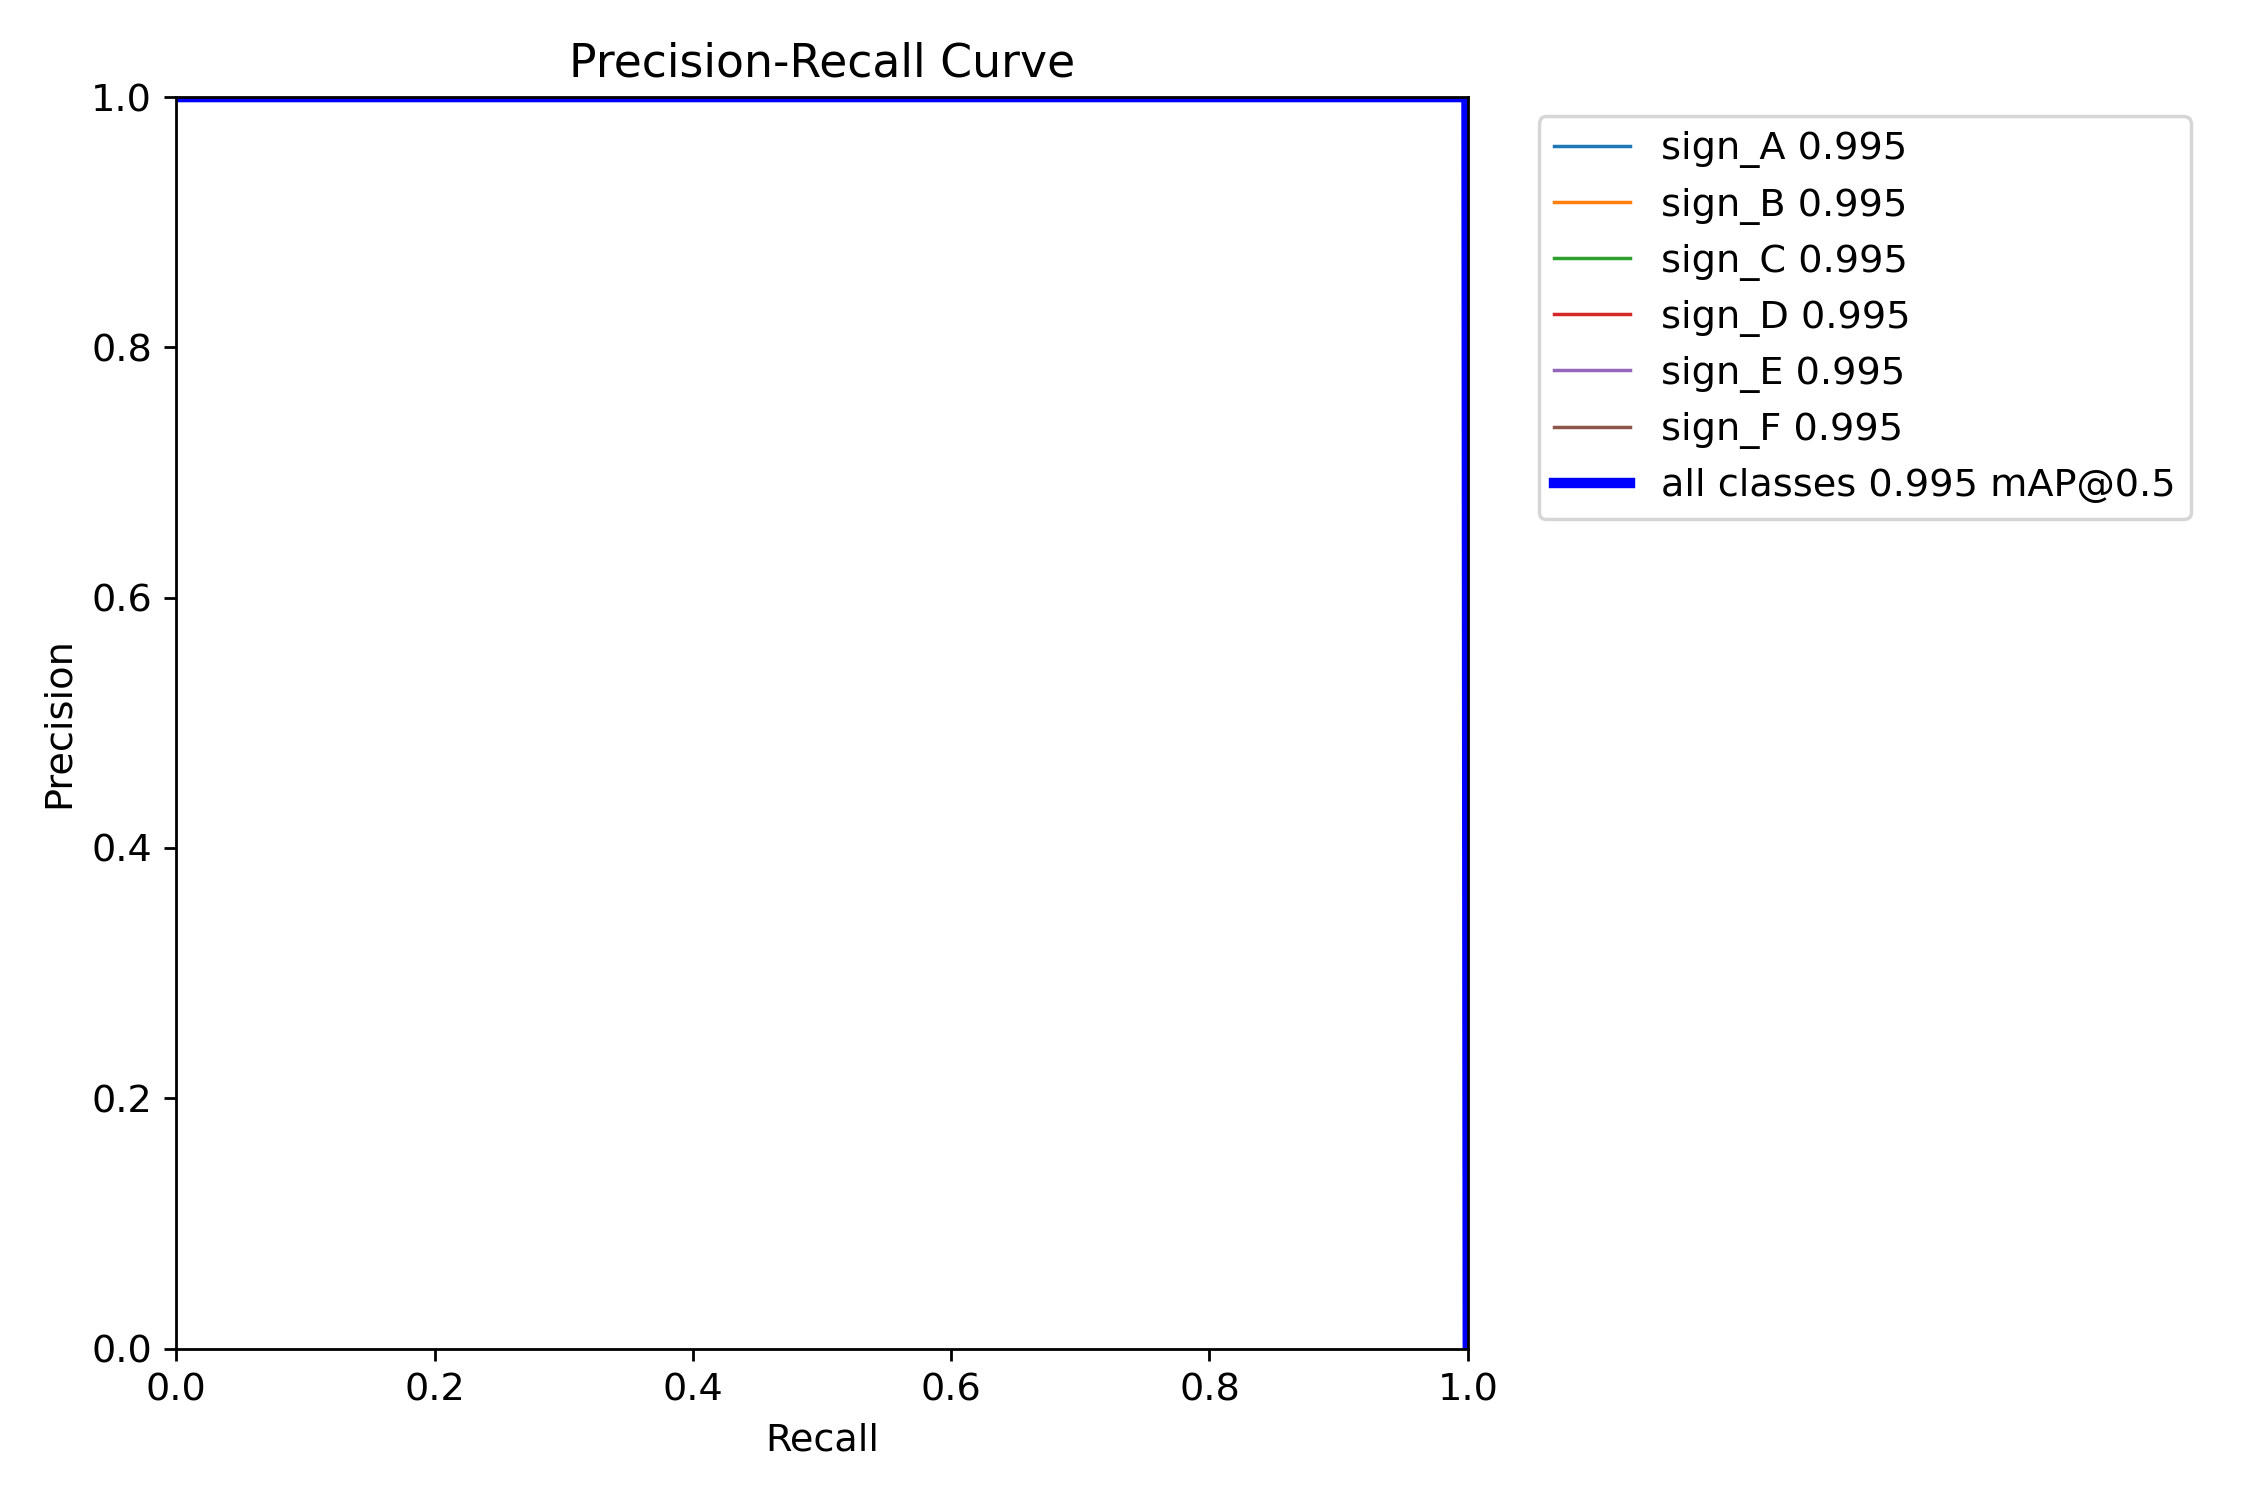 Precision-Recall Curve
1.0
0.8
0.6
0.4
0.2
0.0
Precision
0.0 0.2 0.4 0.6 0.8 1.0
Recall
sign_A 0.995
sign_B 0.995
sign_C 0.995
sign_D 0.995
sign_E 0.995
sign_F 0.995
all classes 0.995 mAP@0.5